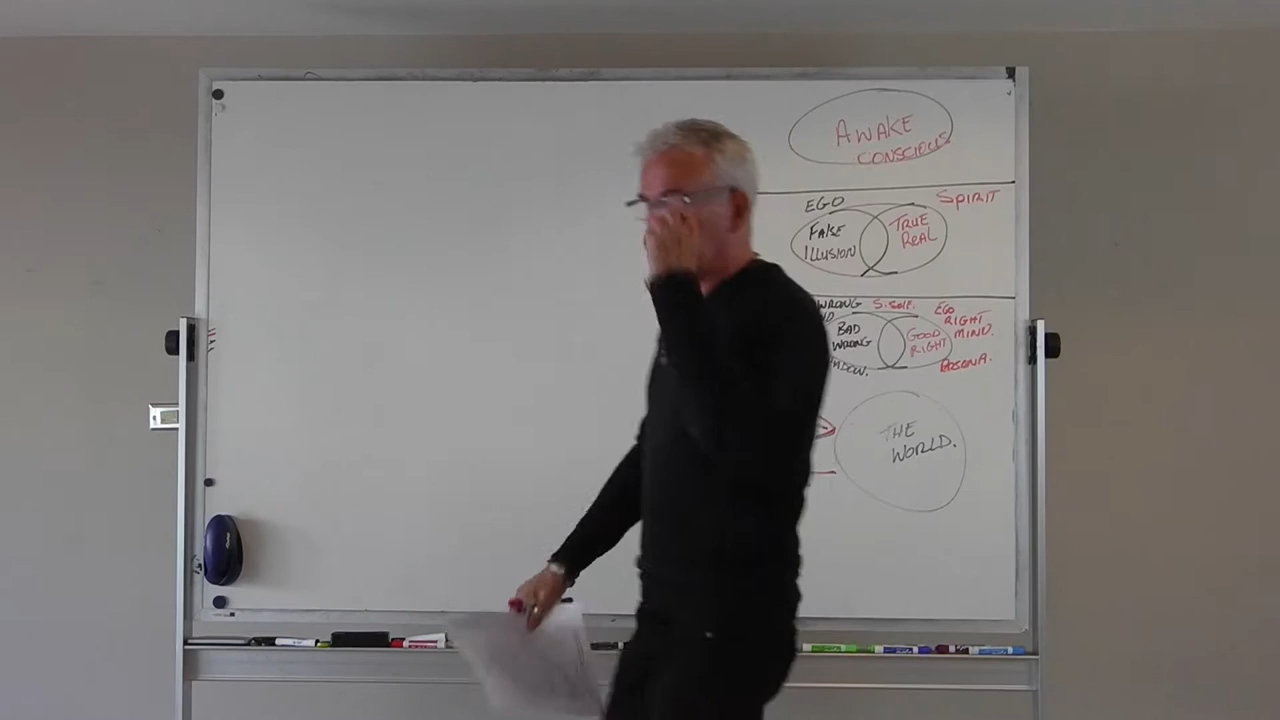 AWAKE
CONSCIOUS
EGO
SPIRIT
FALSE
ILLUSION
TRUE
REAL
WRONG
EGO
RIGHT
MIND.
BAD
WRONG
GOOD
RIGHT
PERSONA.
THE
WORLD.